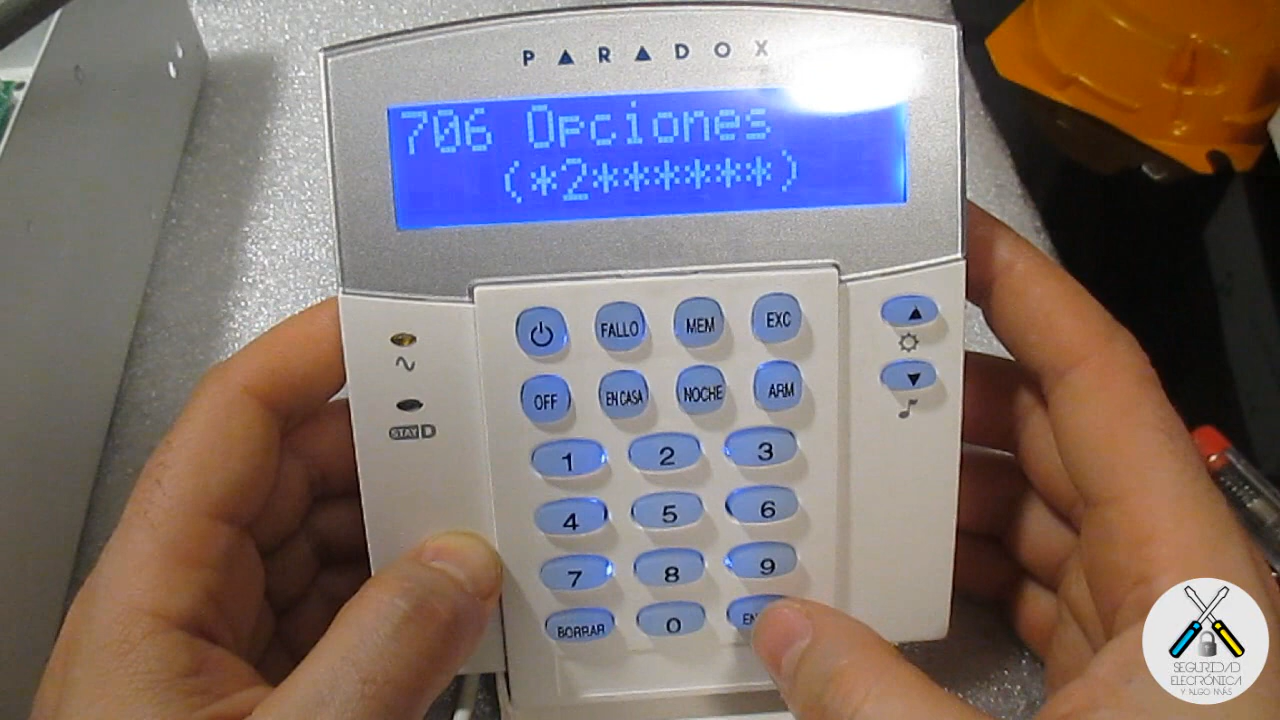 PARADOX
706 Opciones
(*2******)
FALLO MEM EXC
OFF EN CASA NOCHE ARM
STAY D
1 2 3
4 5 6
7 8 9
BORRAR 0
SEGURIDAD
ELECTRÓNICA
Y ALGO MÁS